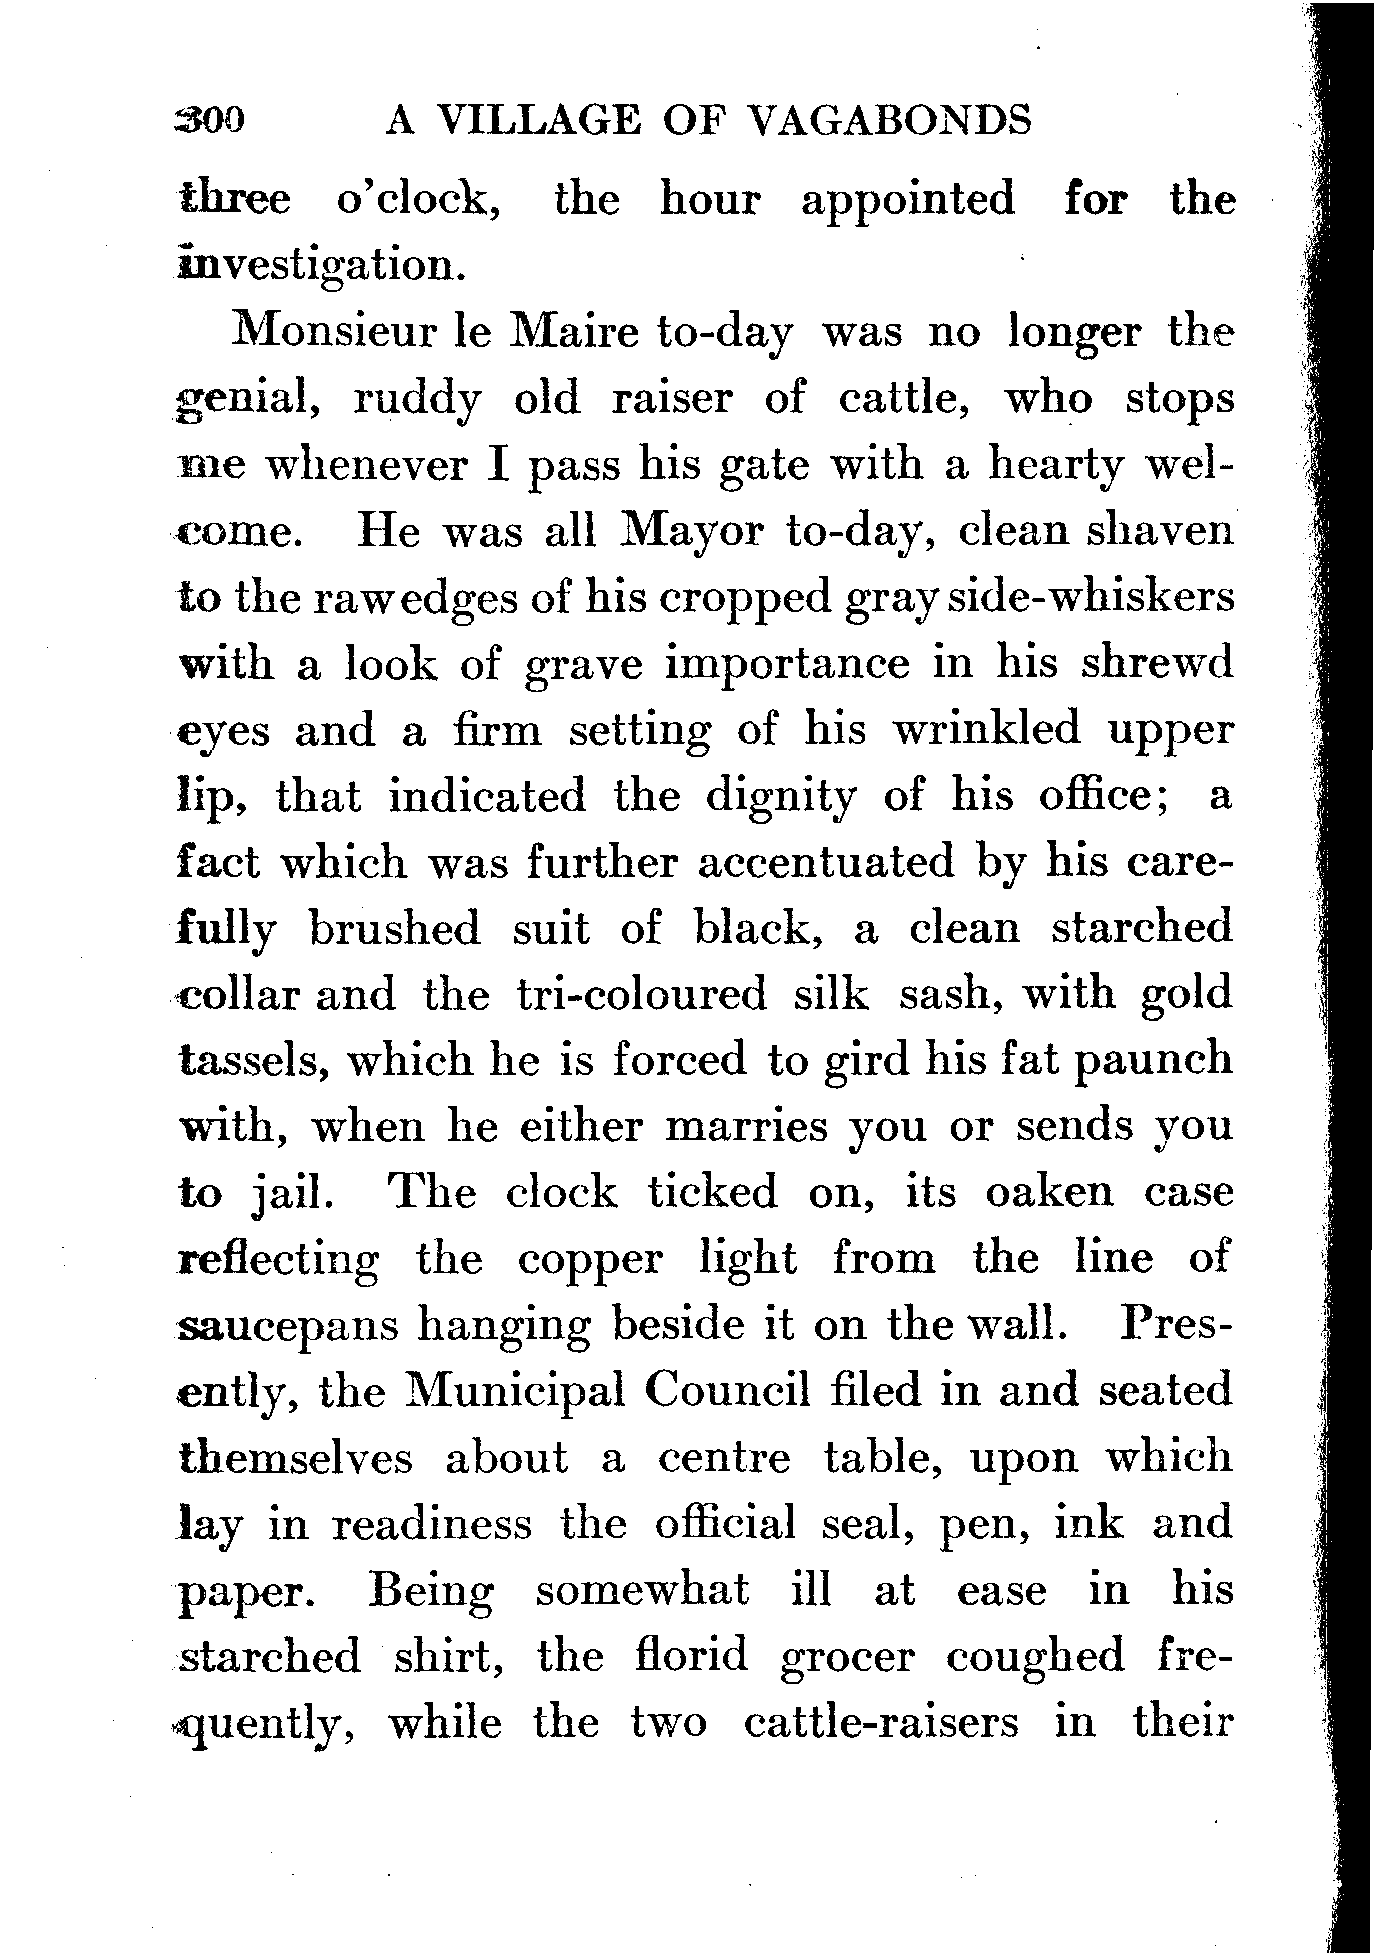 300 A VILLAGE OF VAGABONDS
three o'clock, the hour appointed for the
investigation.
Monsieur le Maire to-day was no longer the
genial, ruddy old raiser of cattle, who stops
me whenever I pass his gate with a hearty wel-
come. He was all Mayor to-day, clean shaven
to the raw edges of his cropped gray side-whiskers
with a look of grave importance in his shrewd
eyes and a firm setting of his wrinkled upper
lip, that indicated the dignity of his office; a
fact which was further accentuated by his care-
fully brushed suit of black, a clean starched
collar and the tri-coloured silk sash, with gold
tassels, which he is forced to gird his fat paunch
with, when he either marries you or sends you
to jail. The clock ticked on, its oaken case
reflecting the copper light from the line of
saucepans hanging beside it on the wall. Pres-
ently, the Municipal Council filed in and seated
themselves about a centre table, upon which
lay in readiness the official seal, pen, ink and
paper. Being somewhat ill at ease in his
starched shirt, the florid grocer coughed fre-
quently, while the two cattle-raisers in their